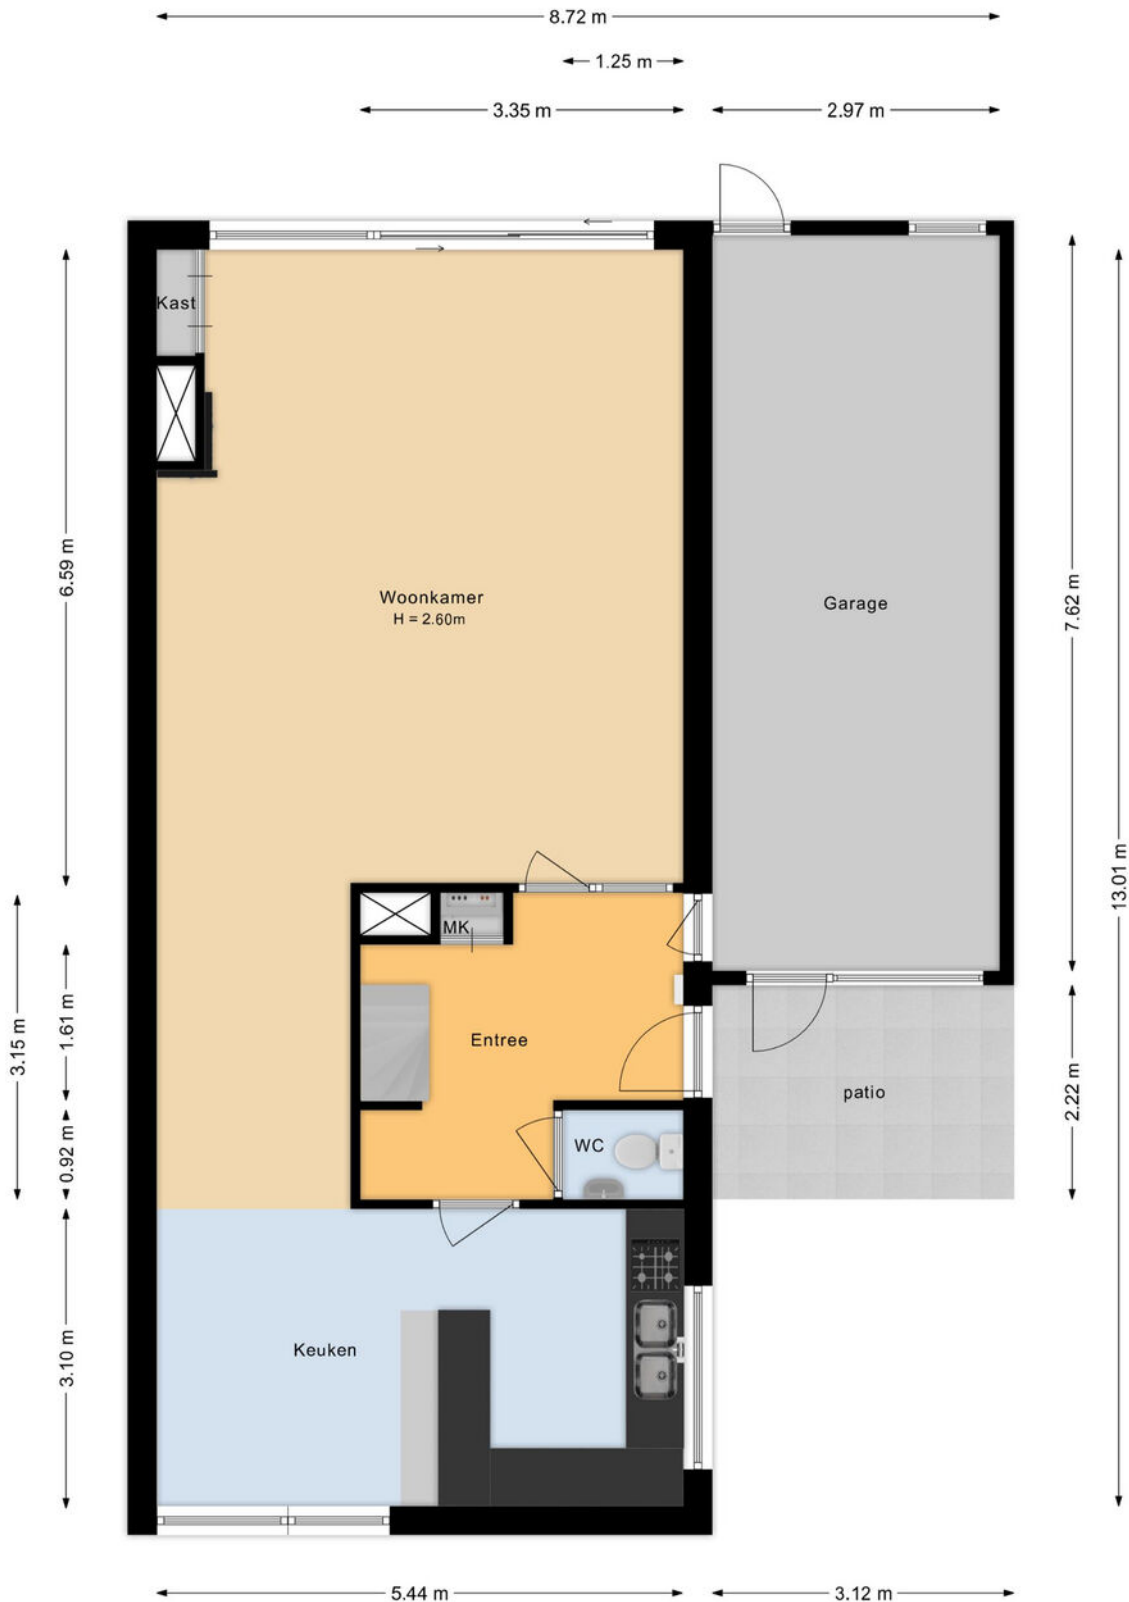 8.72 m
1.25 m
3.35 m
2.97 m
Kast
6.59 m
Woonkamer
H = 2.60m
Garage
7.62 m
13.01 m
MK
3.15 m
1.61 m
Entree
patio
2.22 m
0.92 m
WC
3.10 m
Keuken
5.44 m
3.12 m